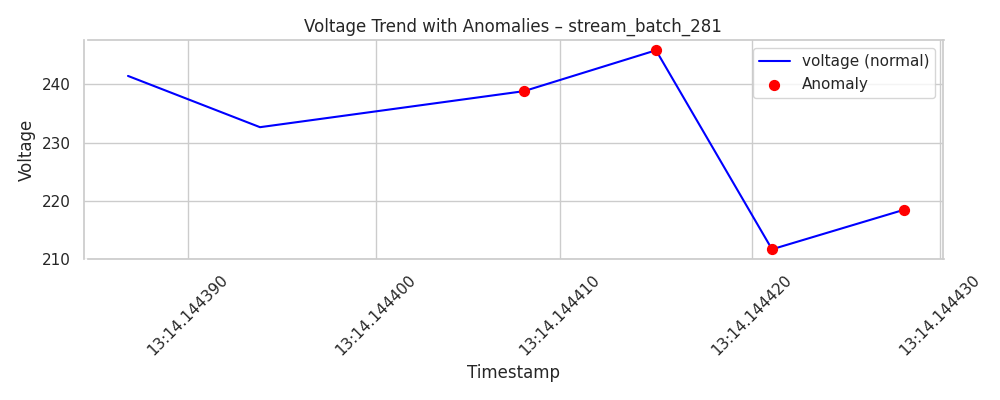 Voltage Trend with Anomalies – stream_batch_281
voltage (normal)
Anomaly
Voltage
240
230
220
210
13:14.144390
13:14.144400
13:14.144410
13:14.144420
13:14.144430
Timestamp